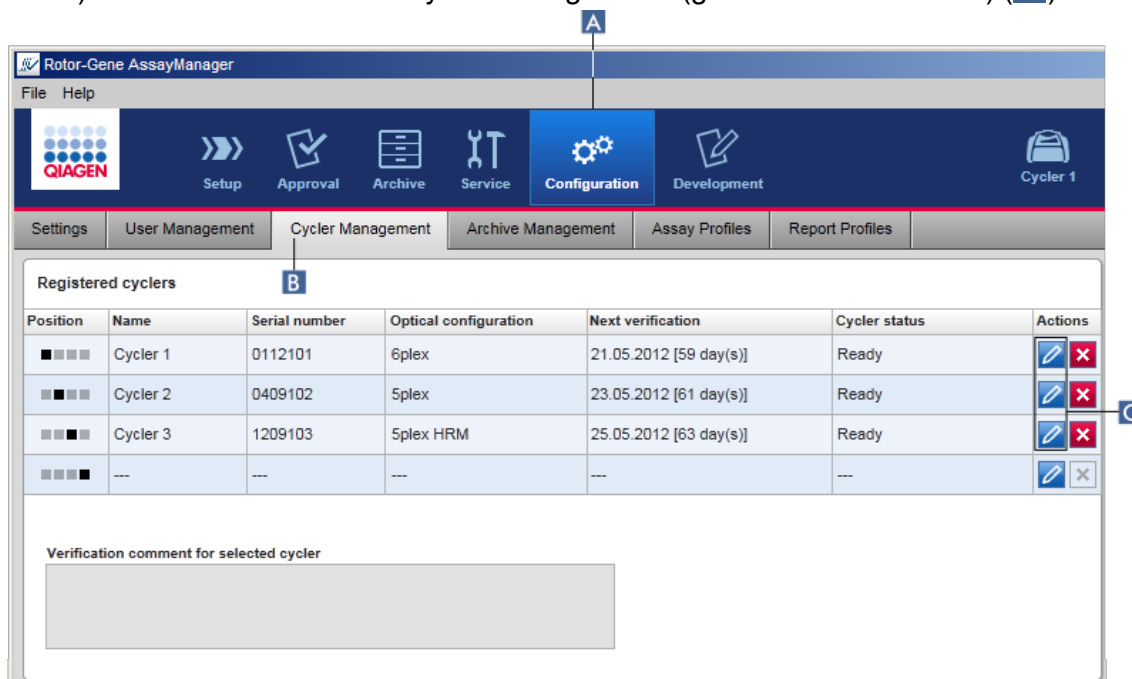 A
Rotor-Gene AssayManager
File Help
QIAGEN
Setup Approval Archive Service Configuration Development Cycler 1
Settings User Management Cycler Management Archive Management Assay Profiles Report Profiles
B
Registered cyclers
Position Name Serial number Optical configuration Next verification Cycler status Actions
Cycler 1 0112101 6plex 21.05.2012 [59 day(s)] Ready
Cycler 2 0409102 5plex 23.05.2012 [61 day(s)] Ready
C
Cycler 3 1209103 5plex HRM 25.05.2012 [63 day(s)] Ready
--- --- --- --- ---
Verification comment for selected cycler